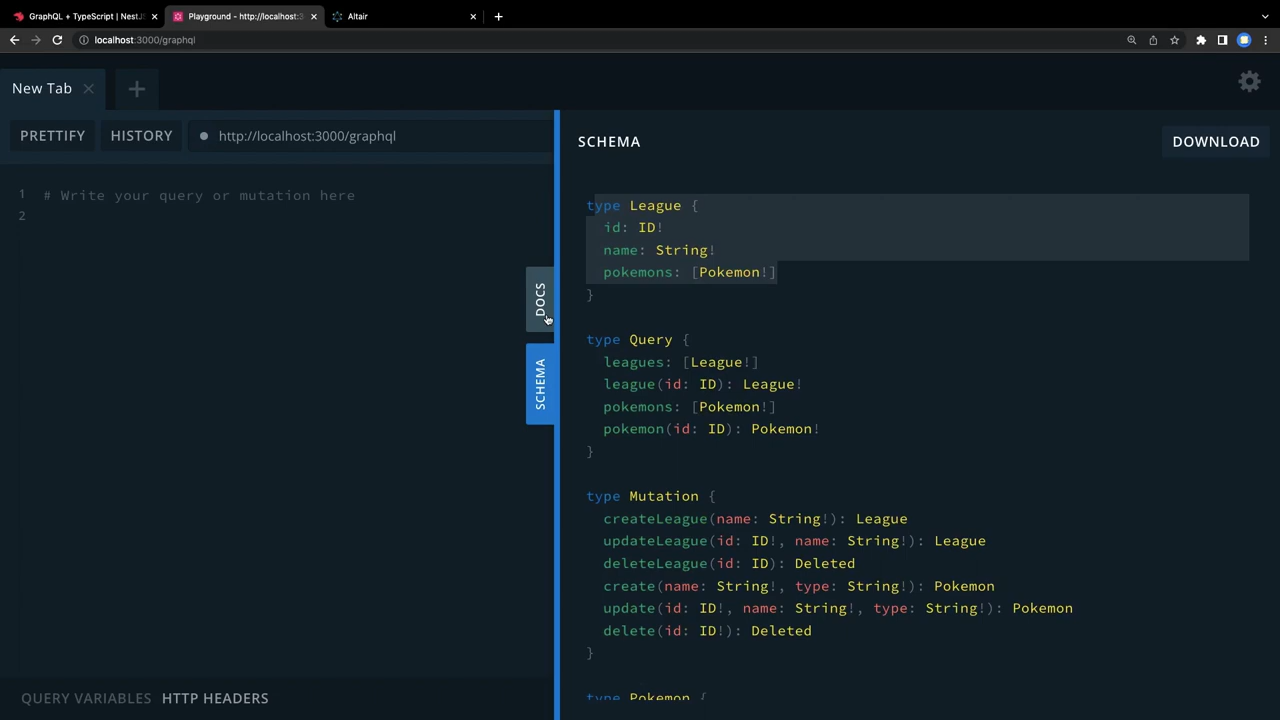 GraphQL + TypeScript | NestJ
Playground - http://localhost:3
Altair
localhost:3000/graphql
New Tab
PRETTIFY
HISTORY
http://localhost:3000/graphql
1 # Write your query or mutation here
2
DOCS
SCHEMA
SCHEMA
DOWNLOAD
type League {
id: ID!
name: String!
pokemons: [Pokemon!]
}
type Query {
leagues: [League!]
league(id: ID): League!
pokemons: [Pokemon!]
pokemon(id: ID): Pokemon!
}
type Mutation {
createLeague(name: String!): League
updateLeague(id: ID!, name: String!): League
deleteLeague(id: ID): Deleted
create(name: String!, type: String!): Pokemon
update(id: ID!, name: String!, type: String!): Pokemon
delete(id: ID!): Deleted
}
type Pokemon {
QUERY VARIABLES
HTTP HEADERS